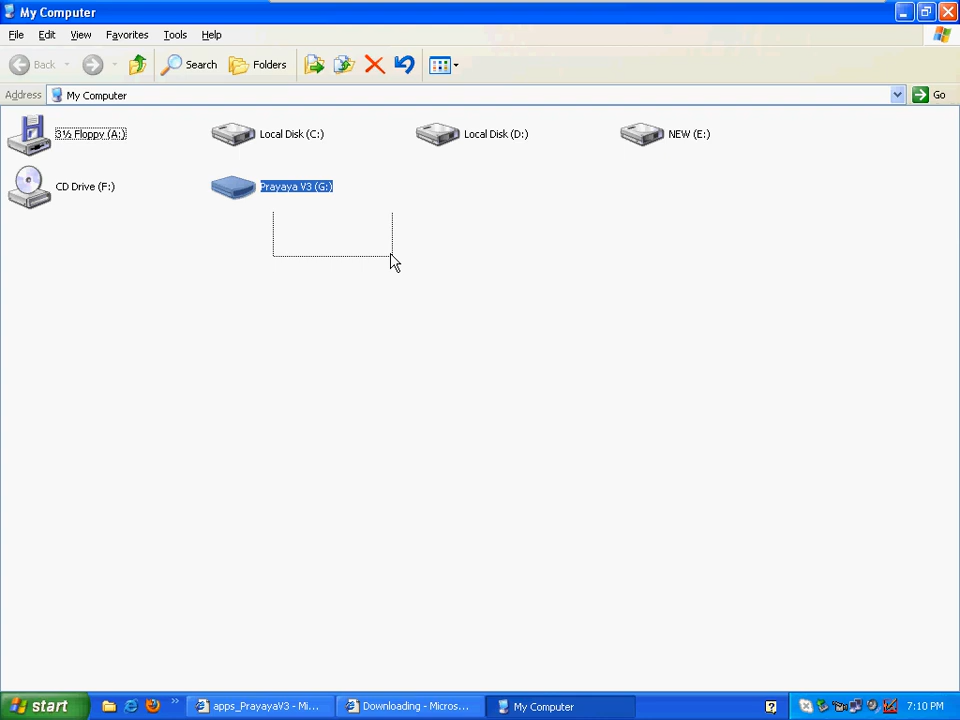 My Computer
File Edit View Favorites Tools Help
Back Search Folders
Address My Computer Go
3½ Floppy (A:) Local Disk (C:) Local Disk (D:) NEW (E:)
CD Drive (F:) Prayaya V3 (G:)
start apps_PrayayaV3 - Mi... Downloading - Micros... My Computer 7:10 PM